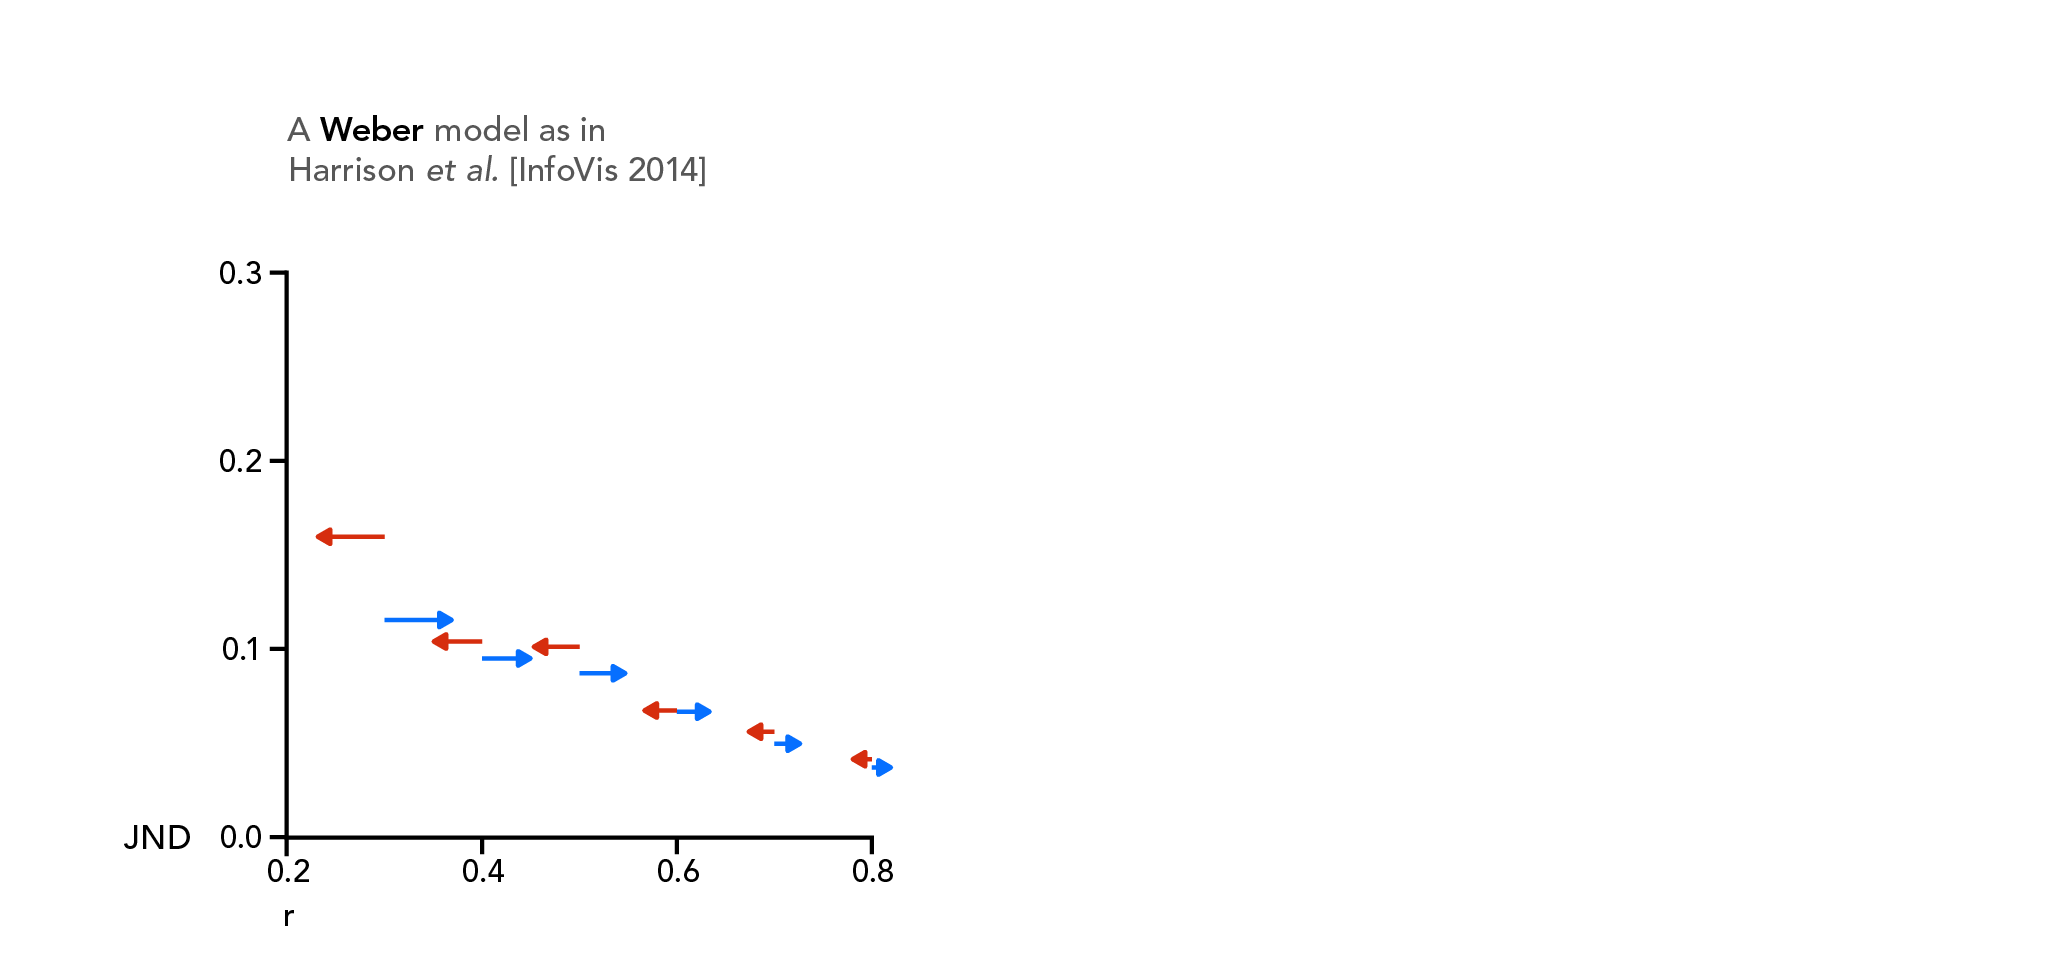 A Weber model as in
Harrison et al. [InfoVis 2014]
0.3
0.2
0.1
JND 0.0
0.2 0.4 0.6 0.8
r